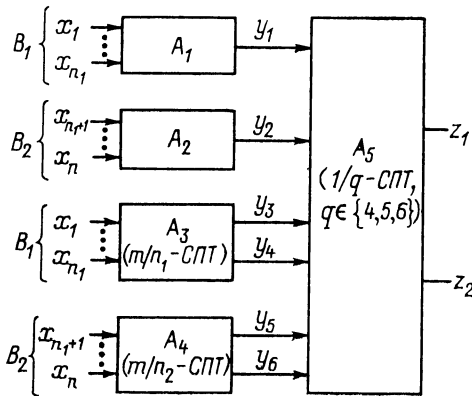 B₁ x₁ xₙ₁ A₁ y₁
B₂ xₙ₁₊₁ xₙ A₂ y₂
B₁ x₁ xₙ₁ A₃ (m/n₁-СПТ) y₃ y₄
B₂ xₙ₁₊₁ xₙ A₄ (m/n₂-СПТ) y₅ y₆
A₅
(1/q-СПТ,
q∈{4,5,6})
z₁
z₂